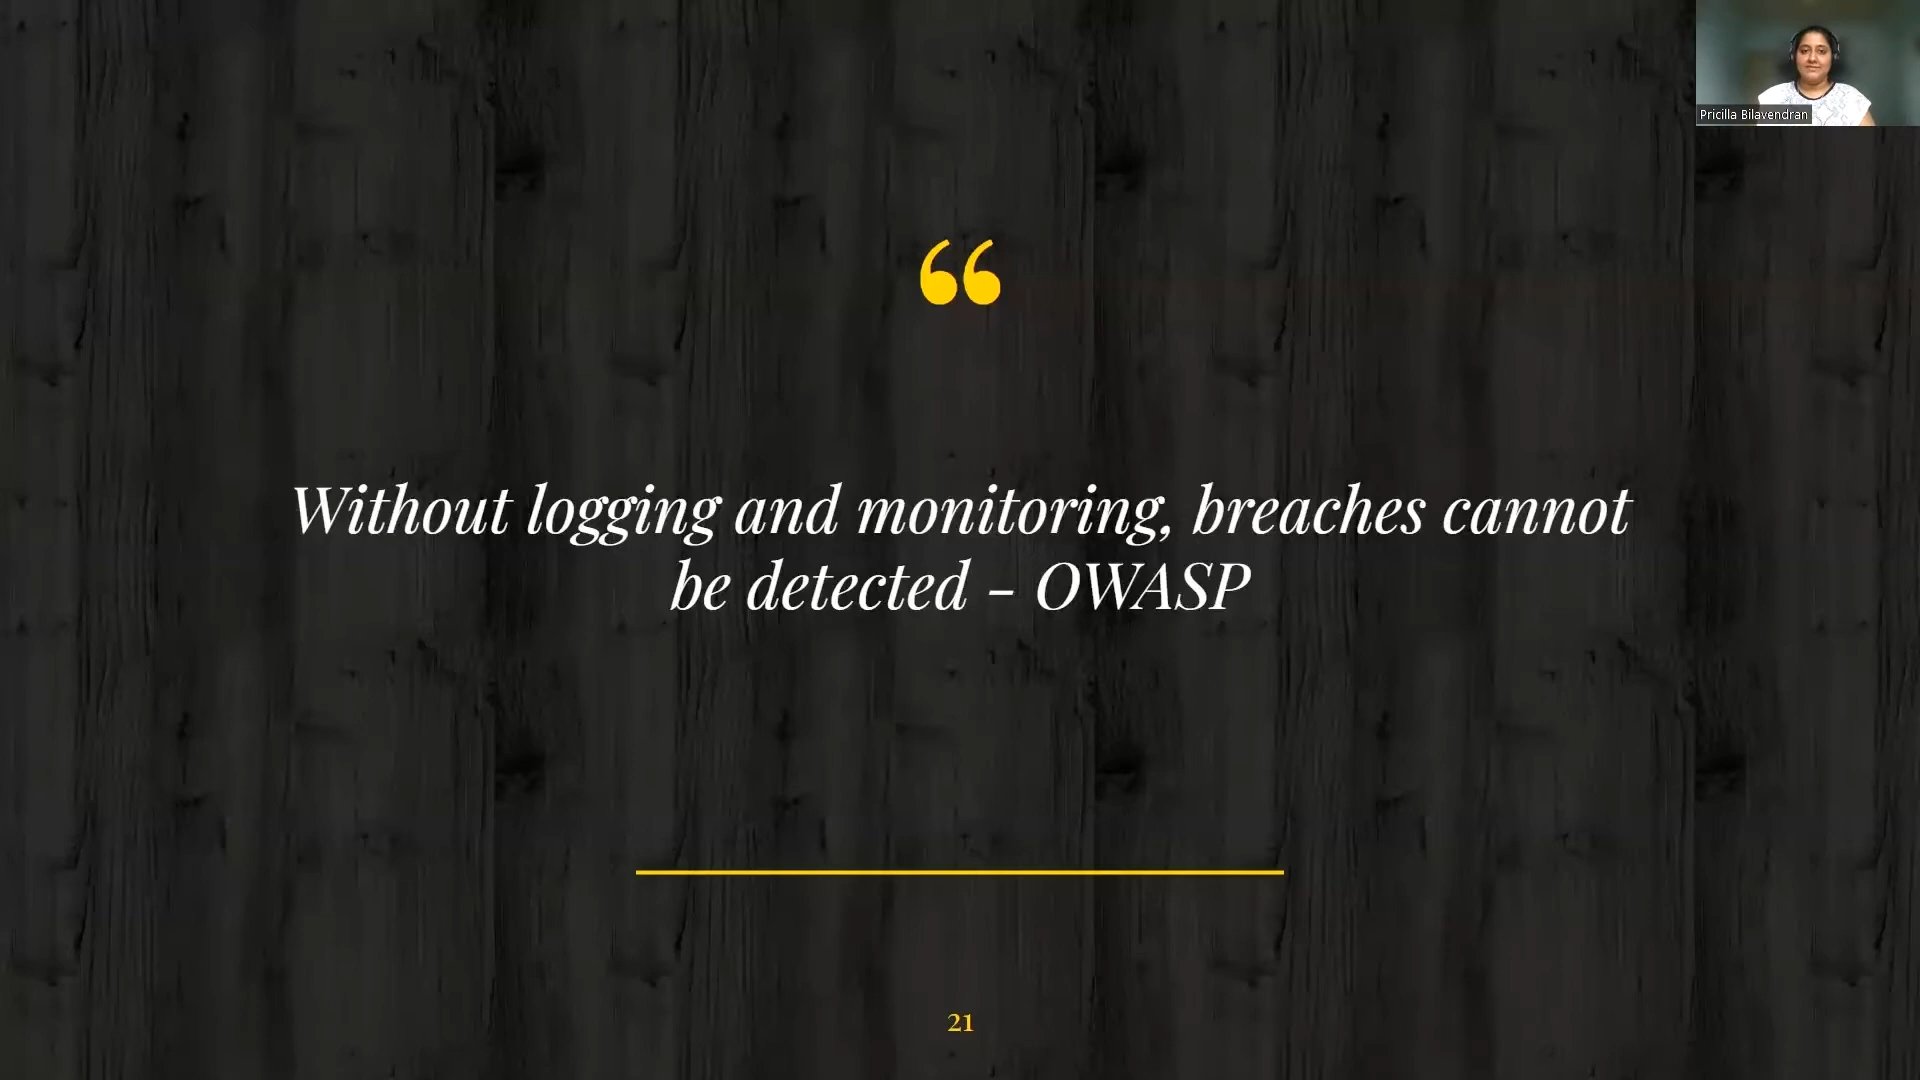 Pricilla Bilavendran
“
Without logging and monitoring, breaches cannot
be detected – OWASP
21